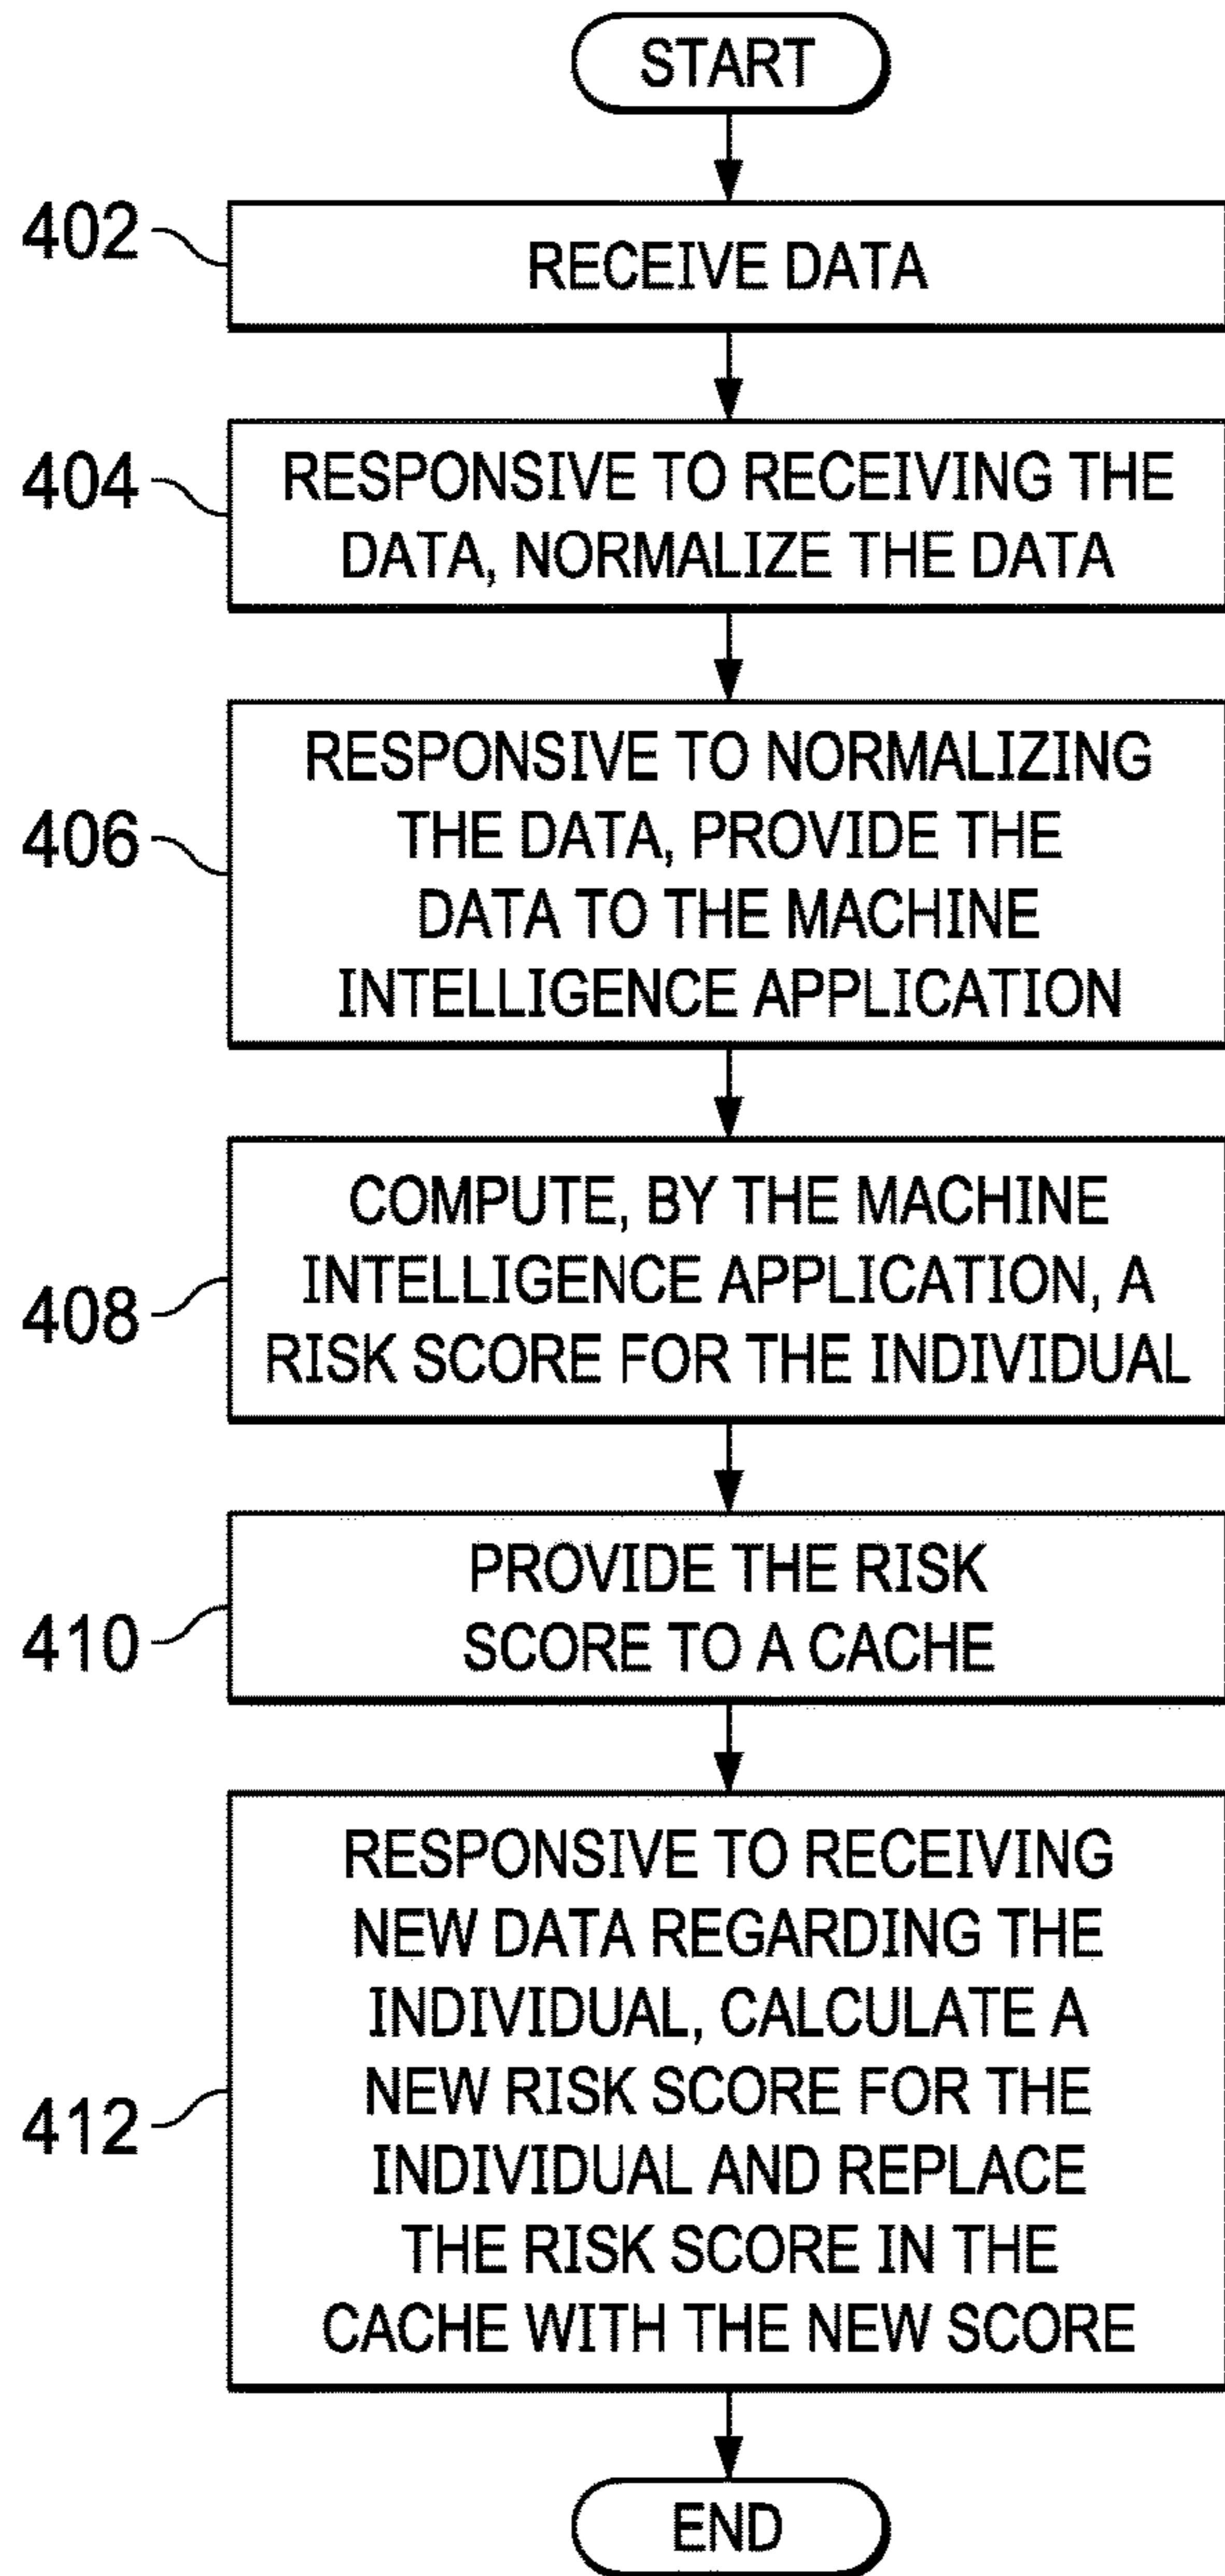 START
402
RECEIVE DATA
404
RESPONSIVE TO RECEIVING THE
DATA, NORMALIZE THE DATA
406
RESPONSIVE TO NORMALIZING
THE DATA, PROVIDE THE
DATA TO THE MACHINE
INTELLIGENCE APPLICATION
408
COMPUTE, BY THE MACHINE
INTELLIGENCE APPLICATION, A
RISK SCORE FOR THE INDIVIDUAL
410
PROVIDE THE RISK
SCORE TO A CACHE
412
RESPONSIVE TO RECEIVING
NEW DATA REGARDING THE
INDIVIDUAL, CALCULATE A
NEW RISK SCORE FOR THE
INDIVIDUAL AND REPLACE
THE RISK SCORE IN THE
CACHE WITH THE NEW SCORE
END